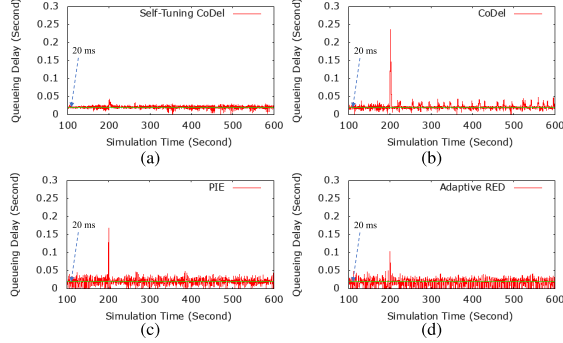 Self-Tuning CoDel
Queueing Delay (Second)
0.3
0.25
0.2
0.15
0.1
0.05
0
20 ms
100 200 300 400 500 600
Simulation Time (Second)
(a)
CoDel
Queueing Delay (Second)
0.3
0.25
0.2
0.15
0.1
0.05
0
20 ms
100 200 300 400 500 600
Simulation Time (Second)
(b)
PIE
Queueing Delay (Second)
0.3
0.25
0.2
0.15
0.1
0.05
0
20 ms
100 200 300 400 500 600
Simulation Time (Second)
(c)
Adaptive RED
Queueing Delay (Second)
0.3
0.25
0.2
0.15
0.1
0.05
0
20 ms
100 200 300 400 500 600
Simulation Time (Second)
(d)